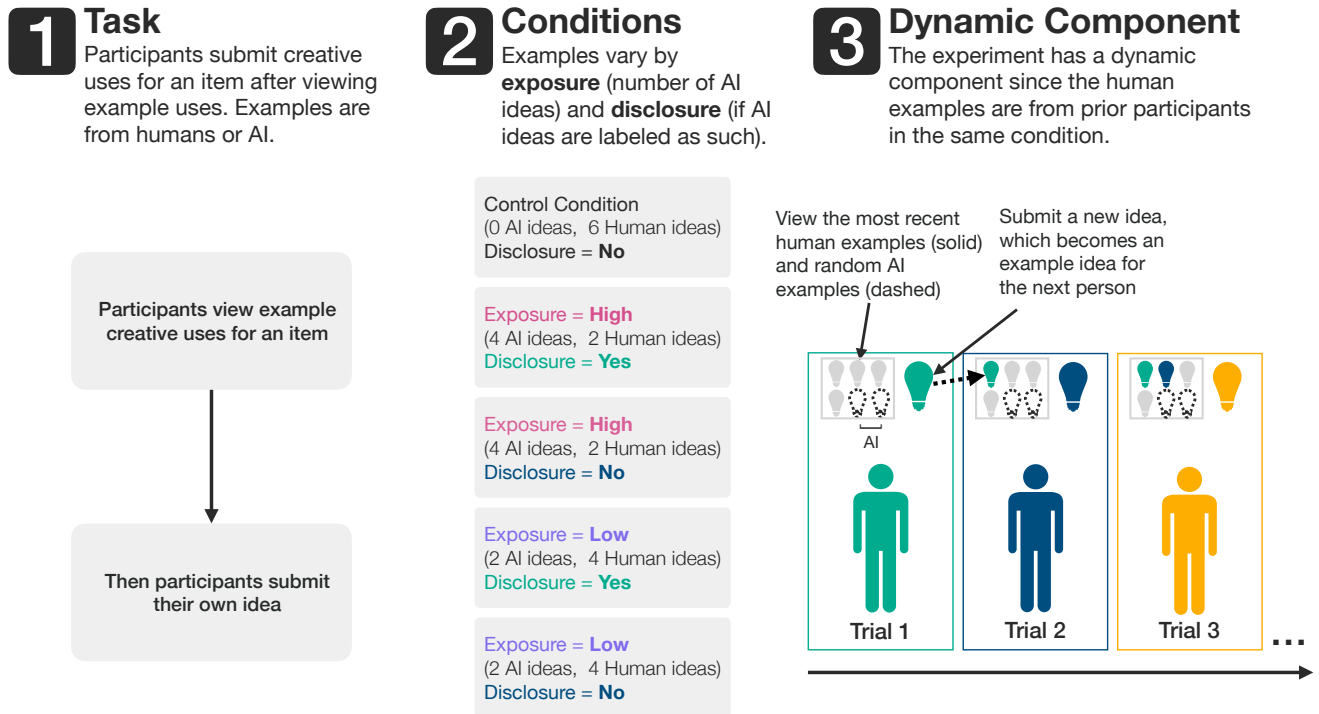 1
Task
Participants submit creative
uses for an item after viewing
example uses. Examples are
from humans or AI.
Participants view example
creative uses for an item
Then participants submit
their own idea
2
Conditions
Examples vary by
exposure (number of AI
ideas) and disclosure (if AI
ideas are labeled as such).
Control Condition
(0 AI ideas, 6 Human ideas)
Disclosure = No
Exposure = High
(4 AI ideas, 2 Human ideas)
Disclosure = Yes
Exposure = High
(4 AI ideas, 2 Human ideas)
Disclosure = No
Exposure = Low
(2 AI ideas, 4 Human ideas)
Disclosure = Yes
Exposure = Low
(2 AI ideas, 4 Human ideas)
Disclosure = No
3
Dynamic Component
The experiment has a dynamic
component since the human
examples are from prior participants
in the same condition.
View the most recent
human examples (solid)
and random AI
examples (dashed)
Submit a new idea,
which becomes an
example idea for
the next person
AI
Trial 1
Trial 2
Trial 3
...